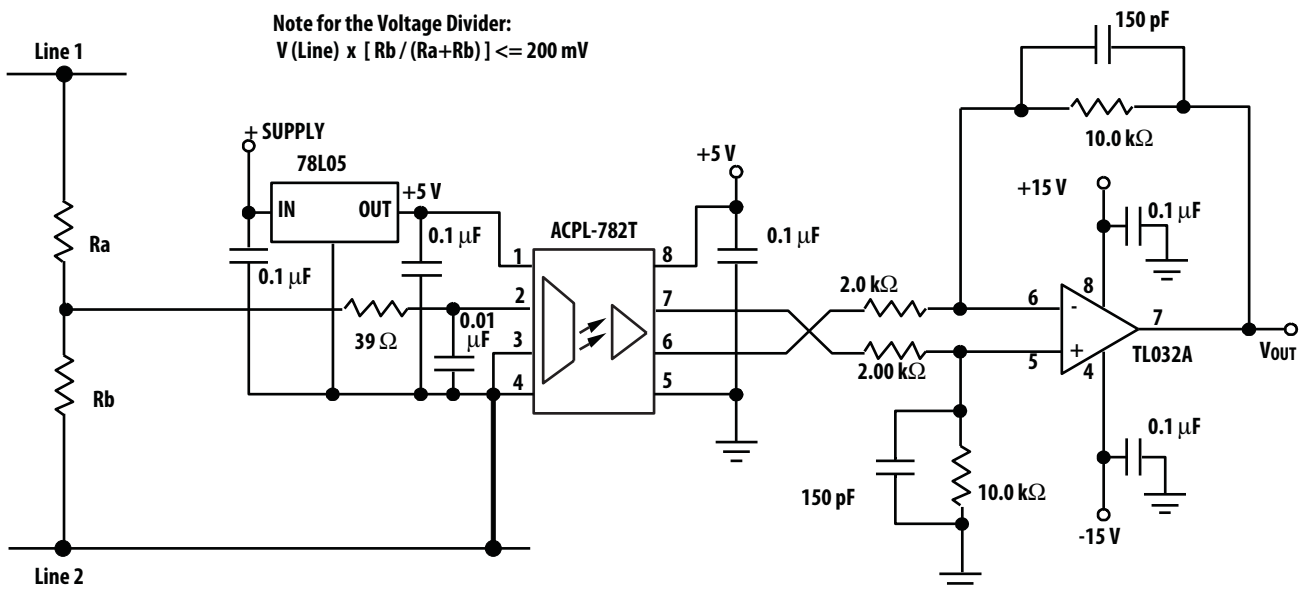 Note for the Voltage Divider:
V (Line) x [ Rb / (Ra+Rb) ] <= 200 mV
150 pF
Line 1
10.0 kΩ
+ SUPPLY
78L05
+5 V
IN
OUT
+5 V
+15 V
0.1 μF
Ra
0.1 μF
0.1 μF
ACPL-782T
0.1 μF
1
8
2
7
2.0 kΩ
6
-
8
7
39 Ω
0.01
μF
3
6
2.00 kΩ
5
+
4
TL032A
VOUT
4
5
Rb
0.1 μF
150 pF
10.0 kΩ
-15 V
Line 2